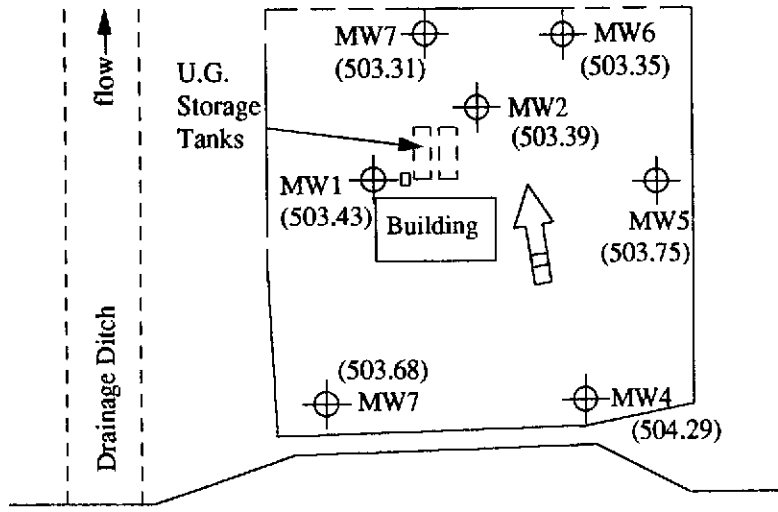 flow
MW7
(503.31)
MW6
(503.35)
U.G.
Storage
Tanks
MW2
(503.39)
MW1
(503.43)
Building
MW5
(503.75)
Drainage Ditch
(503.68)
MW7
MW4
(504.29)